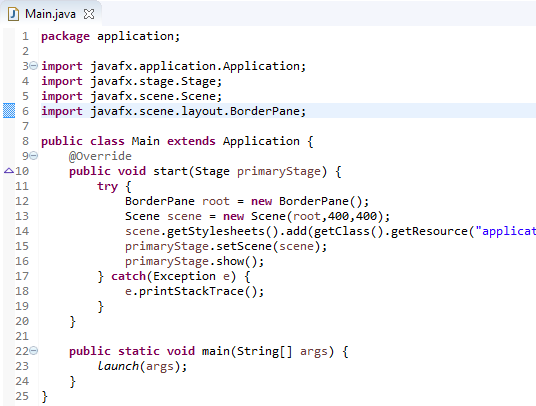 Main.java
1 package application;
2
3 import javafx.application.Application;
4 import javafx.stage.Stage;
5 import javafx.scene.Scene;
6 import javafx.scene.layout.BorderPane;
7
8 public class Main extends Application {
9     @Override
10     public void start(Stage primaryStage) {
11         try {
12             BorderPane root = new BorderPane();
13             Scene scene = new Scene(root,400,400);
14             scene.getStylesheets().add(getClass().getResource("applicat
15             primaryStage.setScene(scene);
16             primaryStage.show();
17         } catch(Exception e) {
18             e.printStackTrace();
19         }
20     }
21
22     public static void main(String[] args) {
23         launch(args);
24     }
25 }